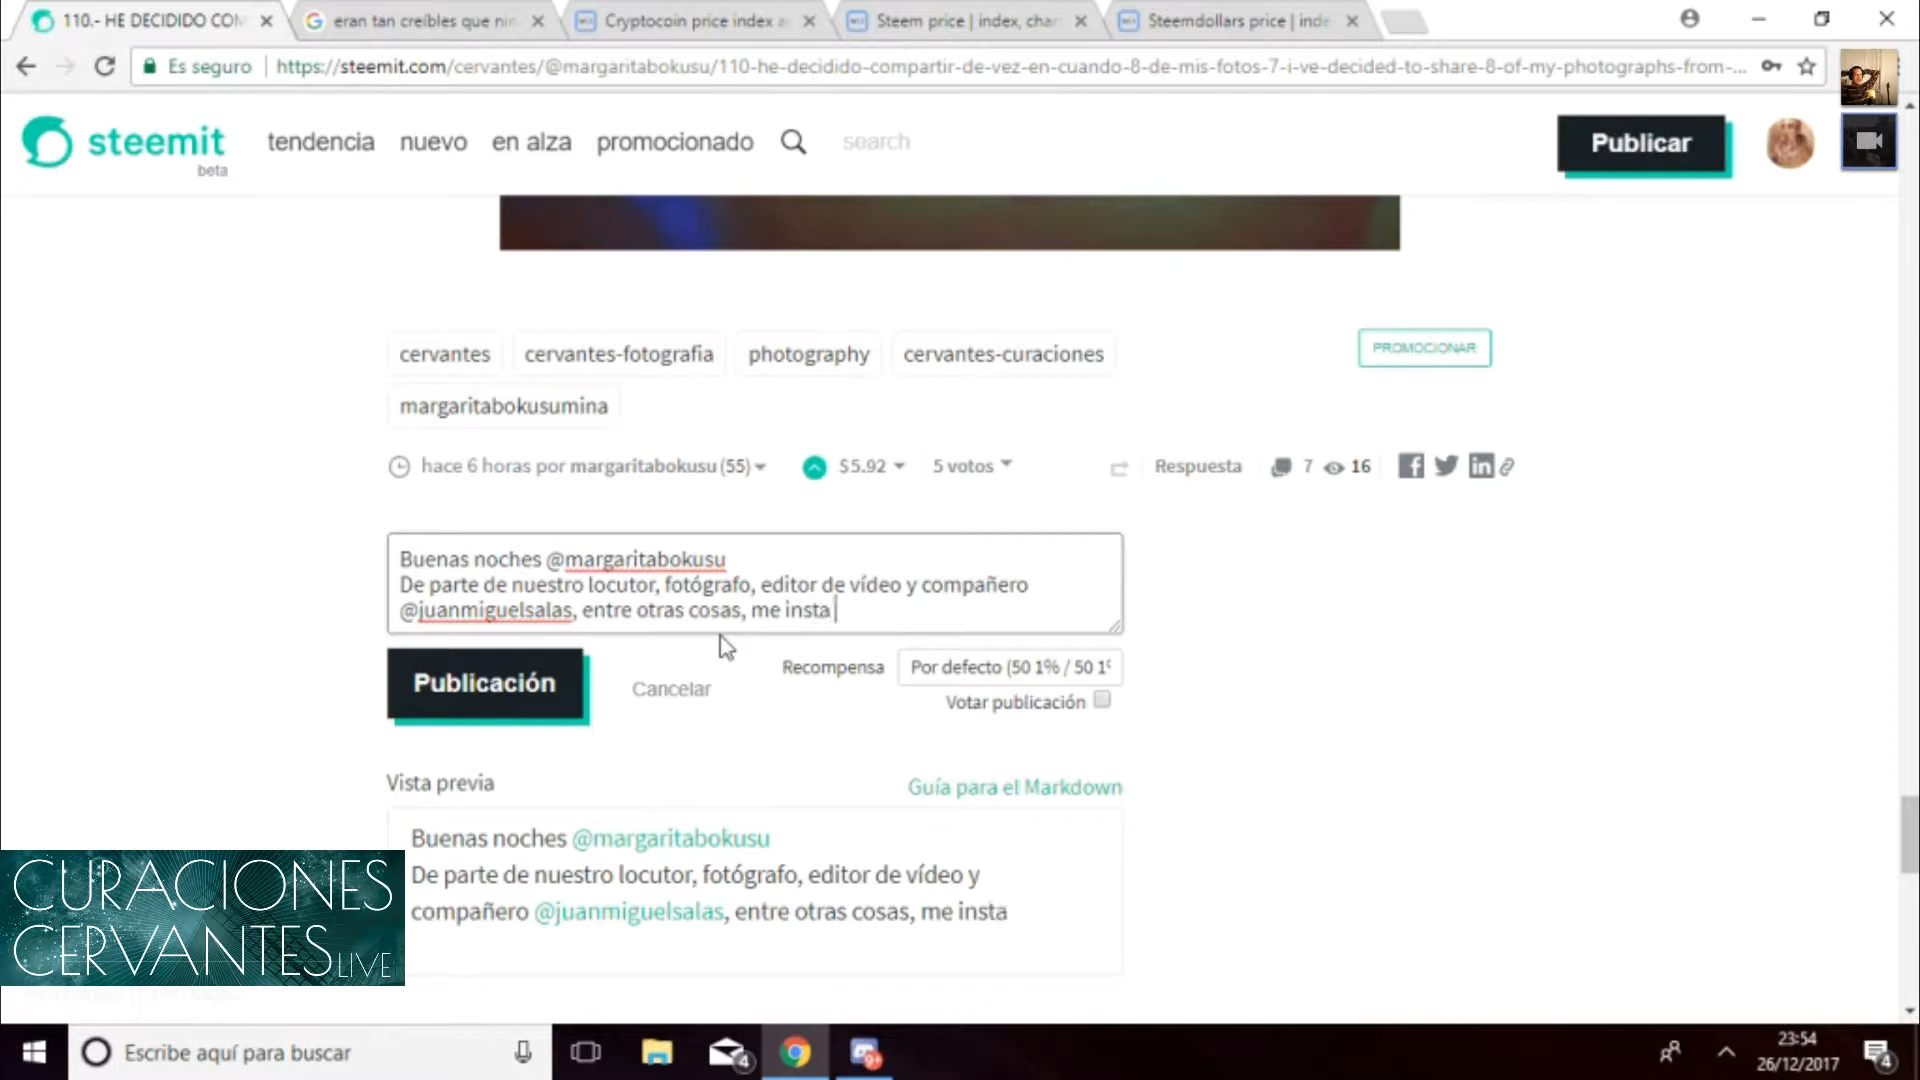 110.- HE DECIDIDO COM
eran tan creíbles que nin
Cryptocoin price index a
Steem price | index, char
Steemdollars price | inde
Es seguro
https://steemit.com/cervantes/@margaritabokusu/110-he-decidido-compartir-de-vez-en-cuando-8-de-mis-fotos-7-i-ve-decided-to-share-8-of-my-photographs-from-...
steemit
beta
tendencia nuevo en alza promocionado
search
Publicar
cervantes
cervantes-fotografia
photography
cervantes-curaciones
PROMOCIONAR
margaritabokusumina
hace 6 horas por margaritabokusu (55)
$5.92
5 votos
Respuesta
7
16
Buenas noches @margaritabokusu
De parte de nuestro locutor, fotógrafo, editor de vídeo y compañero
@juanmiguelsalas, entre otras cosas, me insta
Publicación
Cancelar
Recompensa
Por defecto (50 1% / 50 1%
Votar publicación
Vista previa
Guía para el Markdown
Buenas noches @margaritabokusu
De parte de nuestro locutor, fotógrafo, editor de vídeo y
compañero @juanmiguelsalas, entre otras cosas, me insta
CURACIONES
CERVANTES LIVE
Escribe aquí para buscar
4
9+
23:54
26/12/2017
4